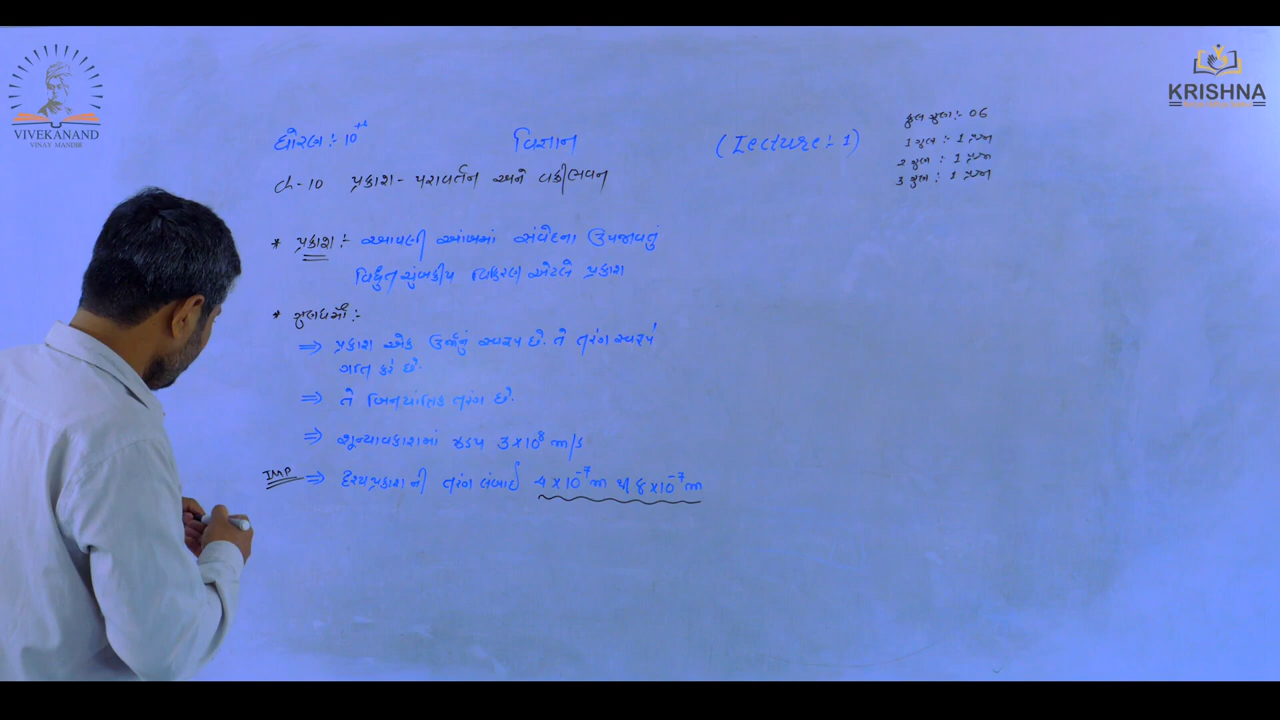 VIVEKANAND
VINAY MANDIR
KRISHNA
કુલ ગુણ :- 06
1 ગુણ :- 1 પ્રશ્ન
2 ગુણ : 1 પ્રશ્ન
3 ગુણ : 1 પ્રશ્ન
ધોરણ :- 10
વિજ્ઞાન
(Lecture :- 1)
ch - 10 પ્રકાશ - પરાવર્તન અને વક્રીભવન
* પ્રકાશ :- આપણી આંખમાં સંવેદના ઉપજાવતું
વિદ્યુતચુંબકીય વિકિરણ એટલે પ્રકાશ
* ગુણધર્મો :-
⇒ પ્રકાશ એક ઉર્જાનું સ્વરૂપ છે. તે તરંગ સ્વરૂપે
ગતિ કરે છે.
⇒ તે બિનયાંત્રિક તરંગ છે.
⇒ શૂન્યાવકાશમાં ઝડપ 3×10⁸ m/s
IMP ⇒ દ્રશ્યપ્રકાશ ની તરંગ લંબાઈ 4×10⁻⁷m થી 8×10⁻⁷m